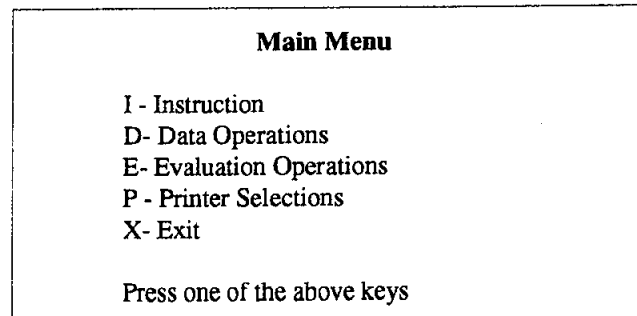 Main Menu
I - Instruction
D- Data Operations
E- Evaluation Operations
P - Printer Selections
X- Exit
Press one of the above keys